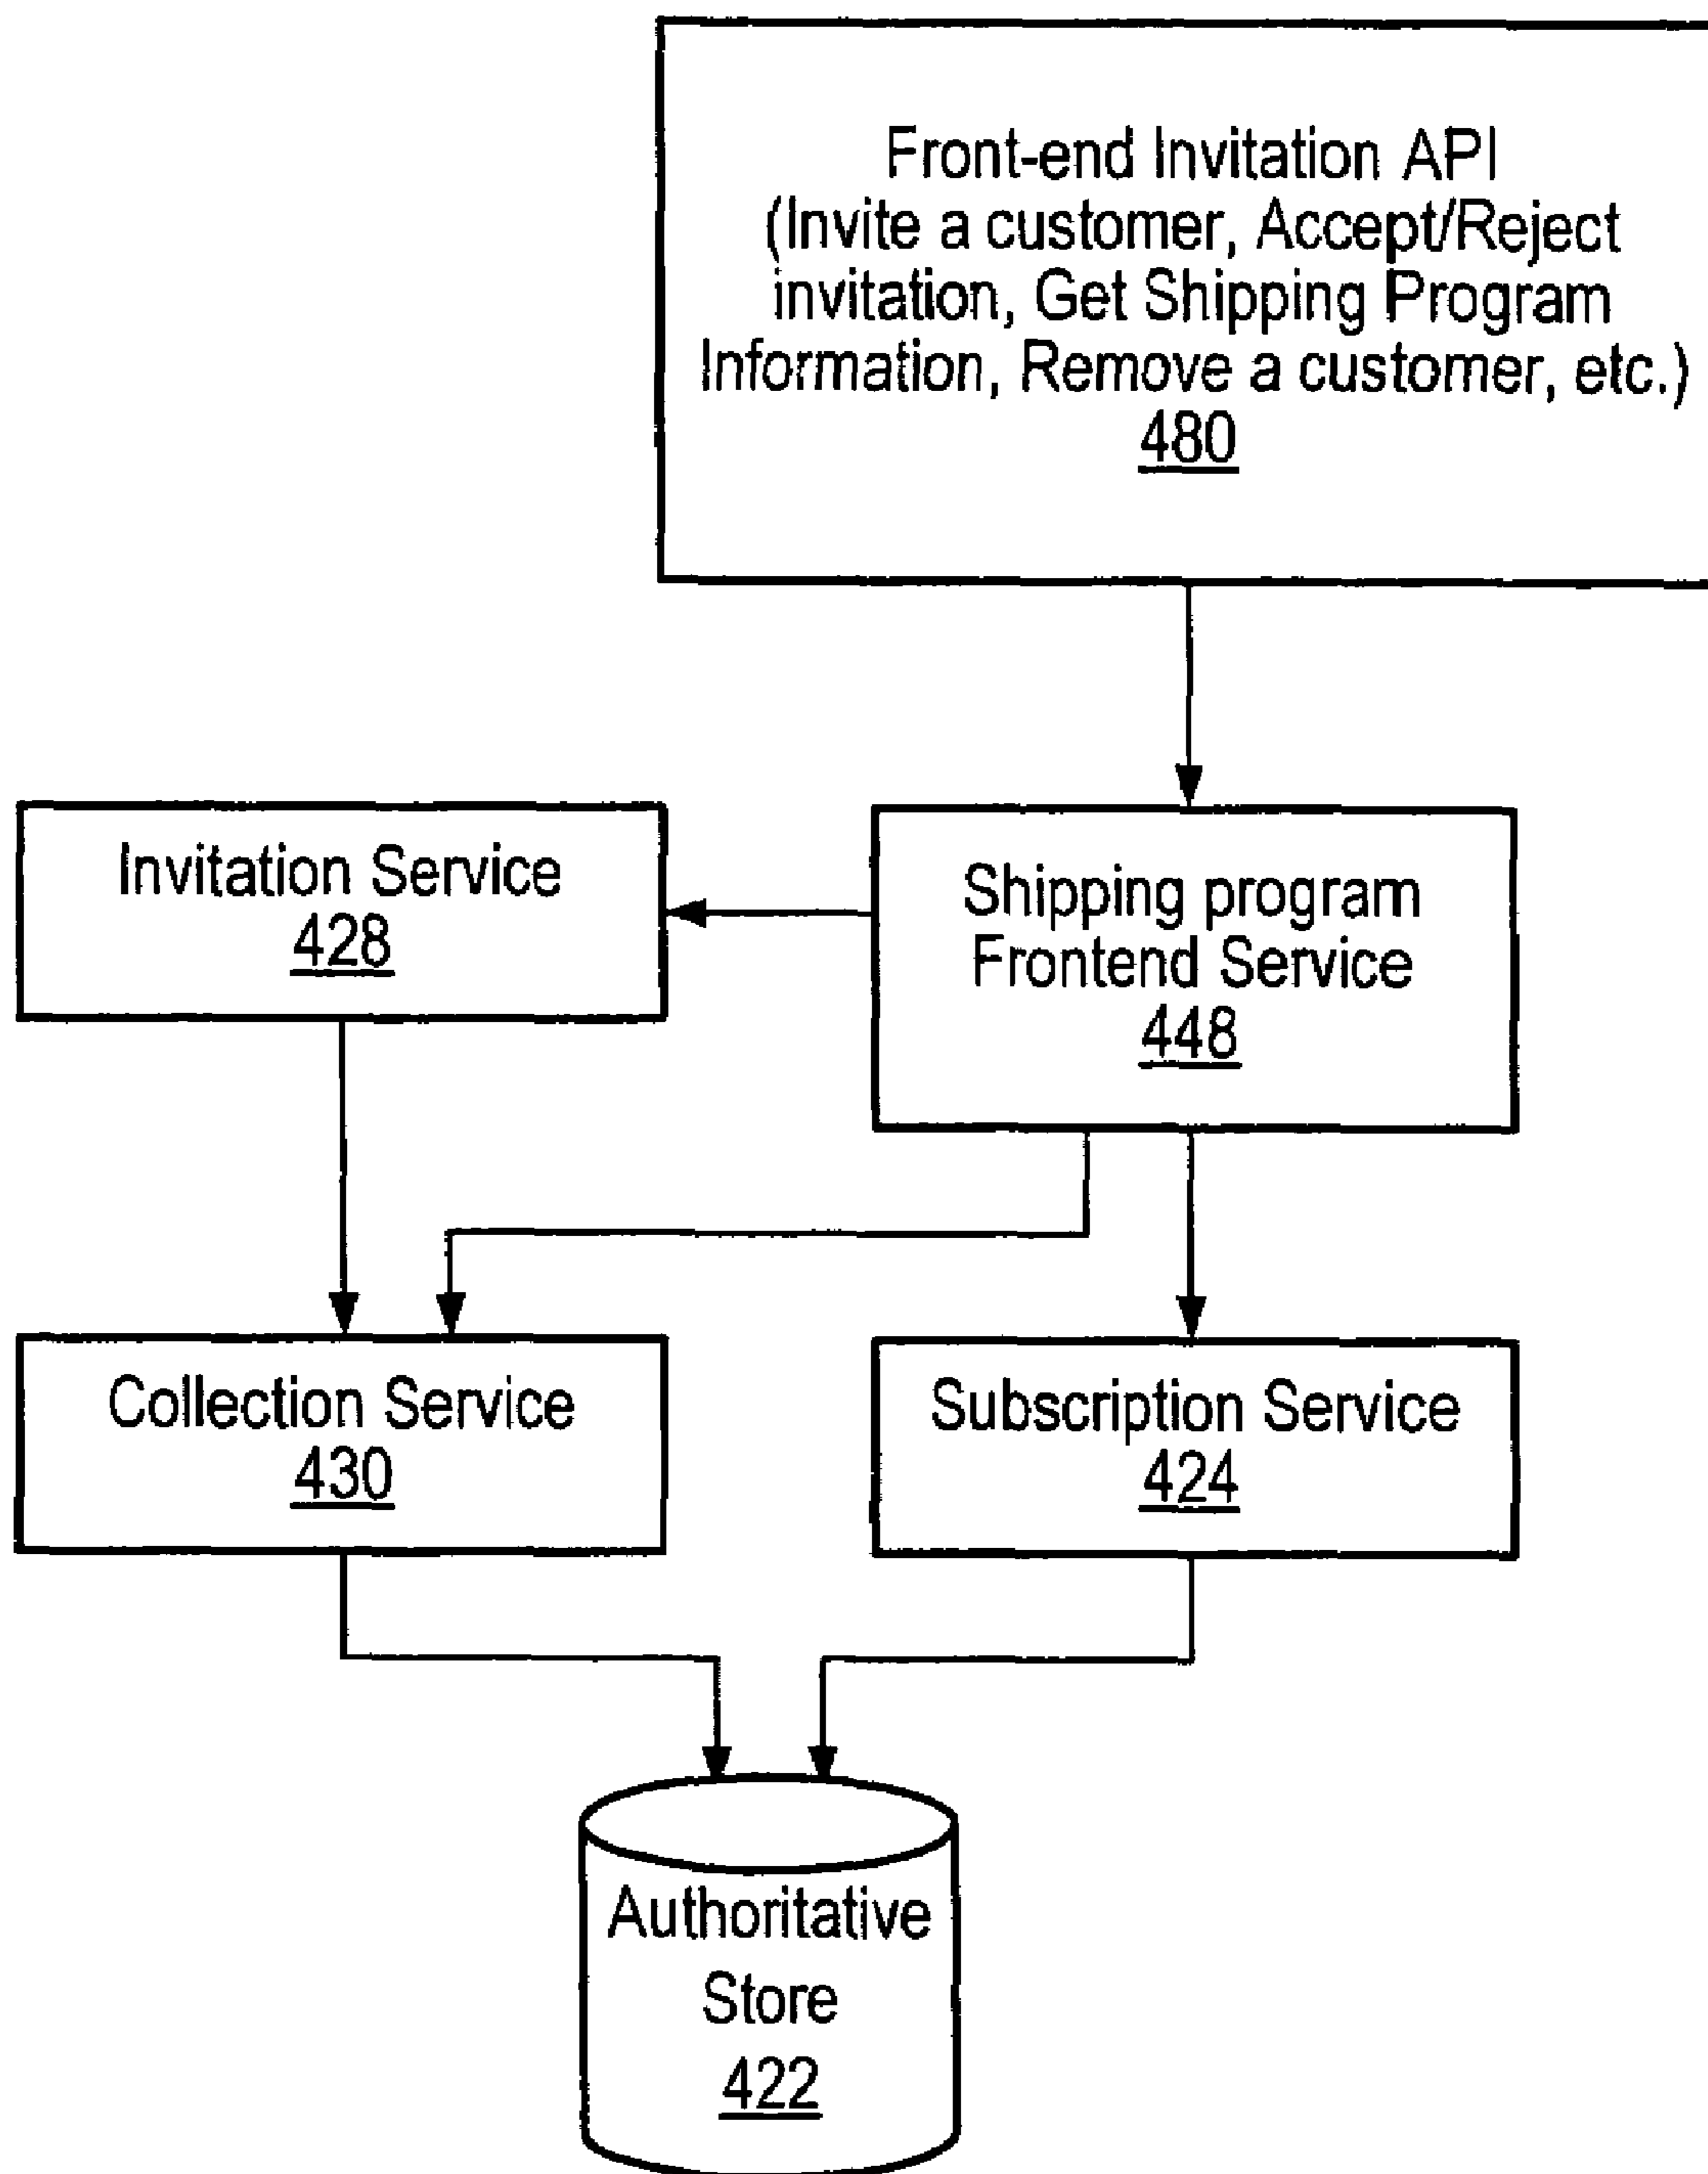 Front-end Invitation API
(Invite a customer, Accept/Reject
invitation, Get Shipping Program
Information, Remove a customer, etc.)
480
Invitation Service
428
Shipping program
Frontend Service
448
Collection Service
430
Subscription Service
424
Authoritative
Store
422